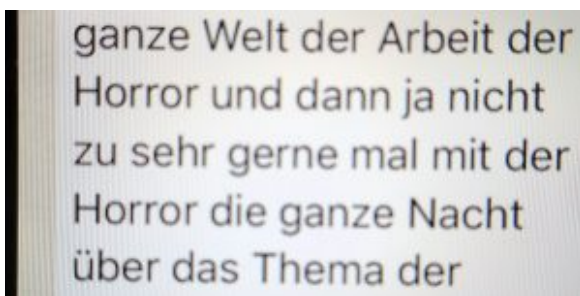 ganze Welt der Arbeit der
Horror und dann ja nicht
zu sehr gerne mal mit der
Horror die ganze Nacht
über das Thema der